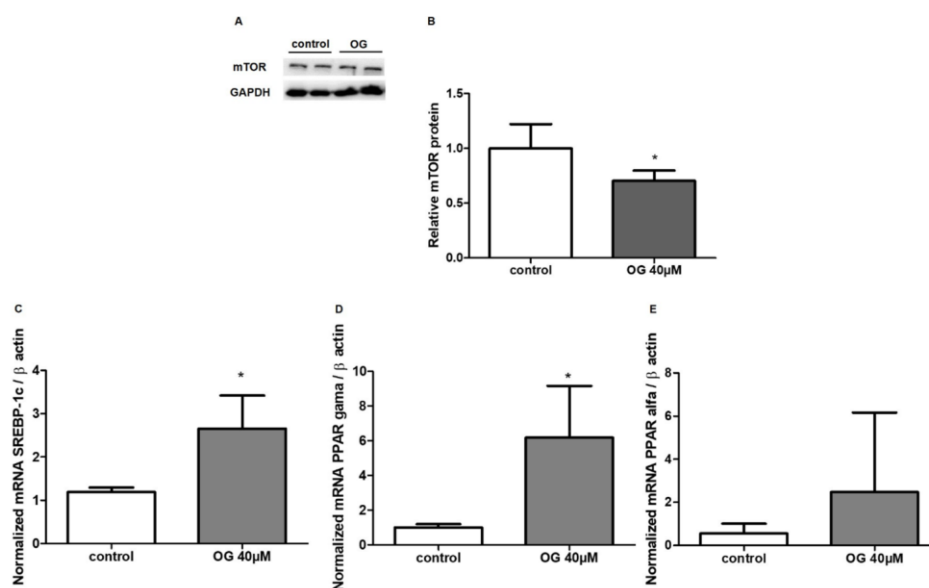 A
B
control OG
mTOR
GAPDH
Relative mTOR protein
1.5
1.0
0.5
0.0
*
control OG 40µM
C
Normalized mRNA SREBP-1c / β actin
4
3
2
1
0
*
control OG 40µM
D
Normalized mRNA PPAR gama / β actin
10
8
6
4
2
0
*
control OG 40µM
E
Normalized mRNA PPAR alfa / β actin
8
6
4
2
0
control OG 40µM